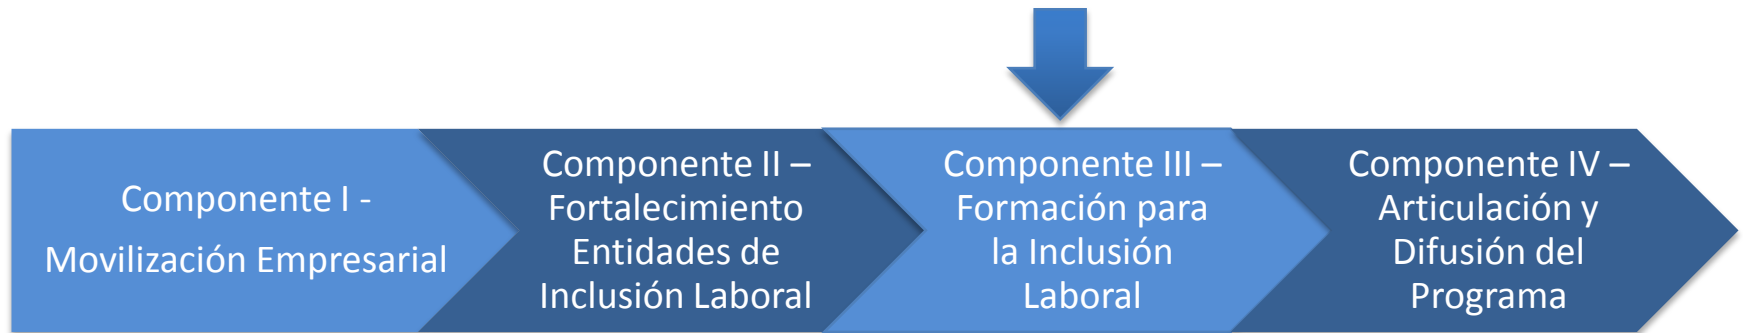 Componente I -
Movilización Empresarial
Componente II –
Fortalecimiento
Entidades de
Inclusión Laboral
Componente III –
Formación para
la Inclusión
Laboral
Componente IV –
Articulación y
Difusión del
Programa